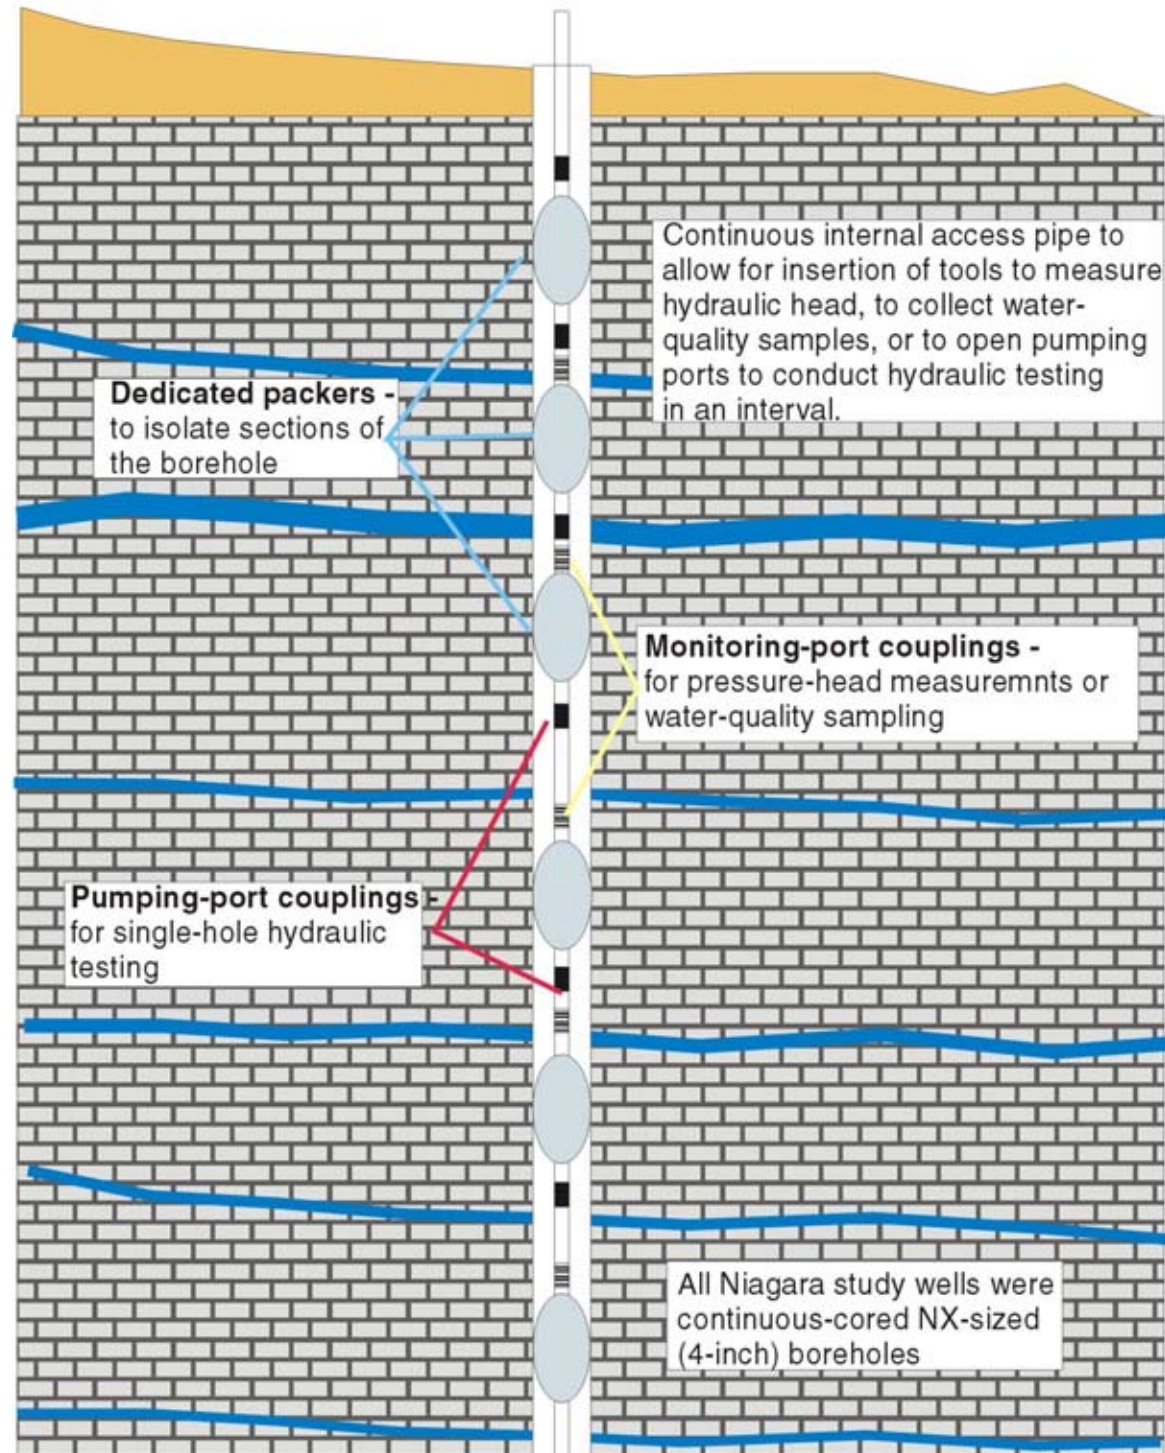 Continuous internal access pipe to
allow for insertion of tools to measure
hydraulic head, to collect water-
quality samples, or to open pumping
ports to conduct hydraulic testing
in an interval.
Dedicated packers -
to isolate sections of
the borehole
Monitoring-port couplings -
for pressure-head measuremnts or
water-quality sampling
Pumping-port couplings -
for single-hole hydraulic
testing
All Niagara study wells were
continuous-cored NX-sized
(4-inch) boreholes